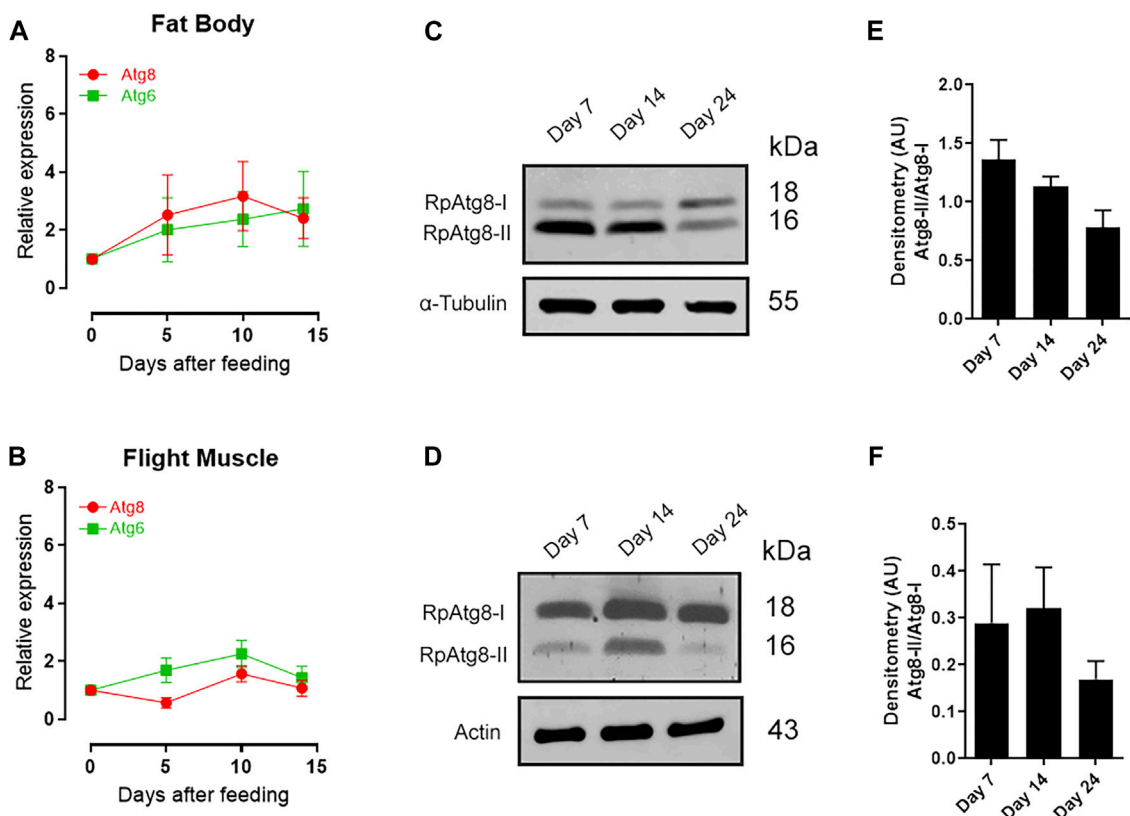 A
Fat Body
8
6
4
2
0
Relative expression
Atg8
Atg6
0 5 10 15
Days after feeding
C
Day 7 Day 14 Day 24
kDa
RpAtg8-I 18
RpAtg8-II 16
α-Tubulin 55
E
2.0
1.5
1.0
0.5
0.0
Densitometry (AU)
Atg8-II/Atg8-I
Day 7 Day 14 Day 24
B
Flight Muscle
8
6
4
2
0
Relative expression
Atg8
Atg6
0 5 10 15
Days after feeding
D
Day 7 Day 14 Day 24
kDa
RpAtg8-I 18
RpAtg8-II 16
Actin 43
F
0.5
0.4
0.3
0.2
0.1
0.0
Densitometry (AU)
Atg8-II/Atg8-I
Day 7 Day 14 Day 24